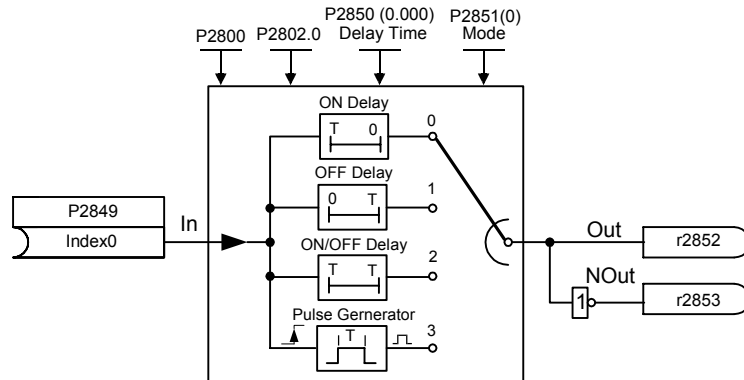 P2800
P2802.0
P2850 (0.000)
Delay Time
P2851(0)
Mode
ON Delay
T 0
0
OFF Delay
0 T
1
P2849
Index0
In
ON/OFF Delay
T T
2
Pulse Gernerator
T
3
Out
r2852
NOut
1
r2853